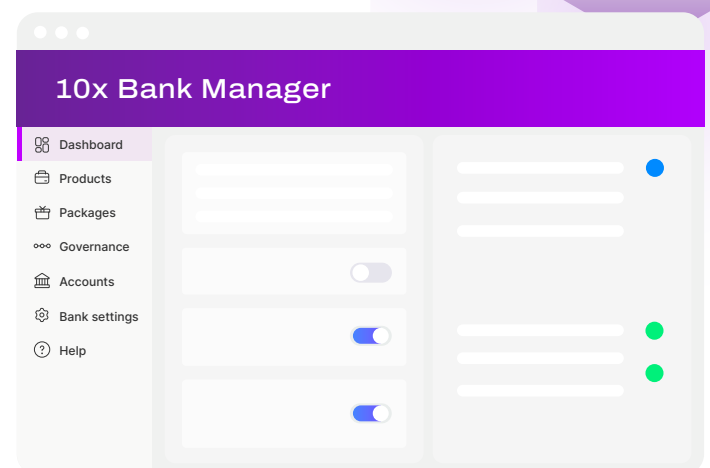 10x Bank Manager
Dashboard
Products
Packages
Governance
Accounts
Bank settings
Help